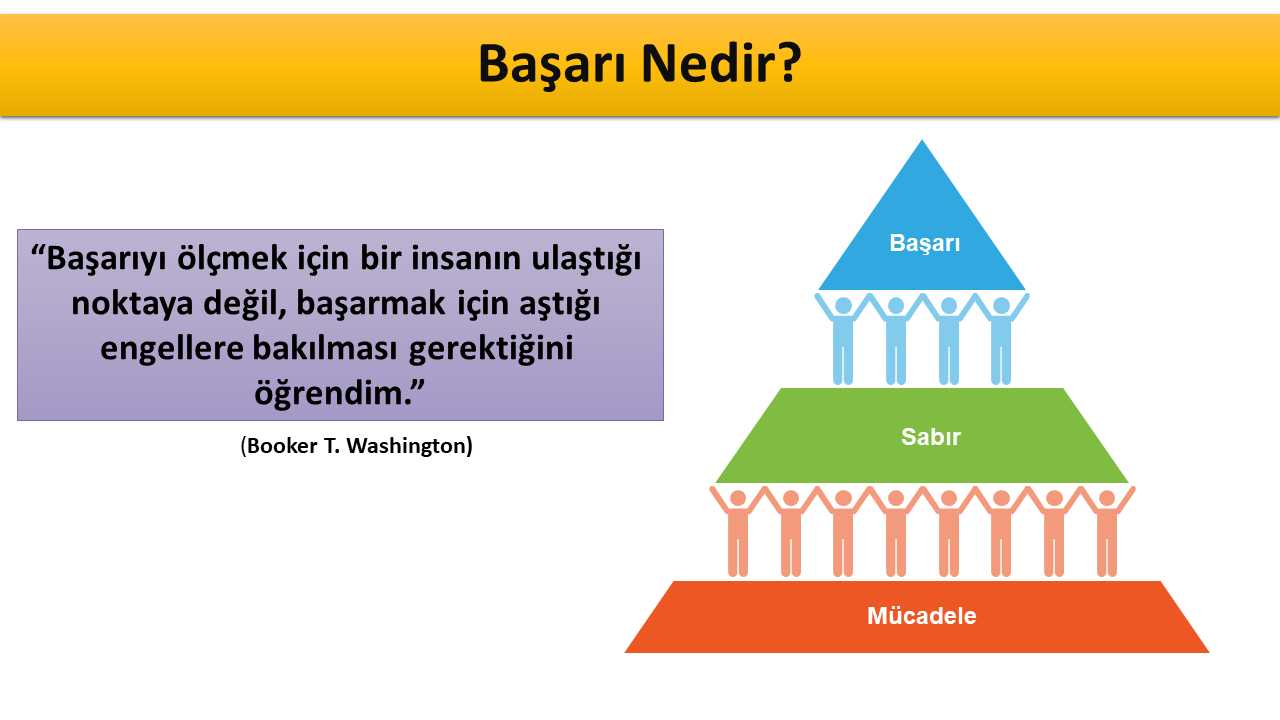 Başarı Nedir?
“Başarıyı ölçmek için bir insanın ulaştığı
noktaya değil, başarmak için aştığı
engellere bakılması gerektiğini
öğrendim.”
(Booker T. Washington)
Başarı
Sabır
Mücadele